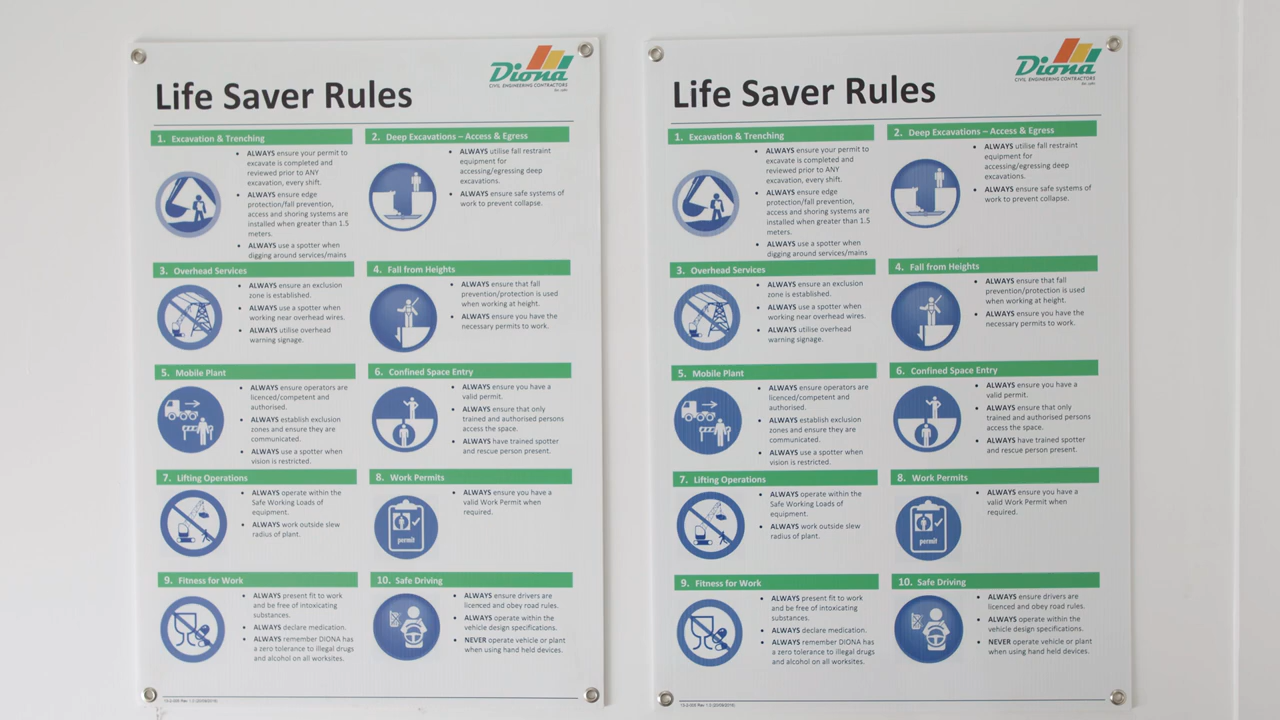 Diona
CIVIL ENGINEERING CONTRACTORS
Life Saver Rules
1. Excavation & Trenching
• ALWAYS ensure your permit to
excavate is completed and
reviewed prior to ANY
excavation, every shift.
• ALWAYS ensure edge
protection/fall prevention,
access and shoring systems are
installed when greater than 1.5
meters.
• ALWAYS use a spotter when
digging around services/mains
2. Deep Excavations – Access & Egress
• ALWAYS utilise fall restraint
equipment for
accessing/egressing deep
excavations.
• ALWAYS ensure safe systems of
work to prevent collapse.
3. Overhead Services
• ALWAYS ensure an exclusion
zone is established.
• ALWAYS use a spotter when
working near overhead wires.
• ALWAYS utilise overhead
warning signage.
4. Fall from Heights
• ALWAYS ensure that fall
prevention/protection is used
when working at height.
• ALWAYS ensure you have the
necessary permits to work.
5. Mobile Plant
• ALWAYS ensure operators are
licenced/competent and
authorised.
• ALWAYS establish exclusion
zones and ensure they are
communicated.
• ALWAYS use a spotter when
vision is restricted.
6. Confined Space Entry
• ALWAYS ensure you have a
valid permit.
• ALWAYS ensure that only
trained and authorised persons
access the space.
• ALWAYS have trained spotter
and rescue person present.
7. Lifting Operations
• ALWAYS operate within the
Safe Working Loads of
equipment.
• ALWAYS work outside slew
radius of plant.
8. Work Permits
permit
• ALWAYS ensure you have a
valid Work Permit when
required.
9. Fitness for Work
• ALWAYS present fit to work
and be free of intoxicating
substances.
• ALWAYS declare medication.
• ALWAYS remember DIONA has
a zero tolerance to illegal drugs
and alcohol on all worksites.
10. Safe Driving
• ALWAYS ensure drivers are
licenced and obey road rules.
• ALWAYS operate within the
vehicle design specifications.
• NEVER operate vehicle or plant
when using hand held devices.
Diona
CIVIL ENGINEERING CONTRACTORS
Life Saver Rules
1. Excavation & Trenching
• ALWAYS ensure your permit to
excavate is completed and
reviewed prior to ANY
excavation, every shift.
• ALWAYS ensure edge
protection/fall prevention,
access and shoring systems are
installed when greater than 1.5
meters.
• ALWAYS use a spotter when
digging around services/mains
2. Deep Excavations – Access & Egress
• ALWAYS utilise fall restraint
equipment for
accessing/egressing deep
excavations.
• ALWAYS ensure safe systems of
work to prevent collapse.
3. Overhead Services
• ALWAYS ensure an exclusion
zone is established.
• ALWAYS use a spotter when
working near overhead wires.
• ALWAYS utilise overhead
warning signage.
4. Fall from Heights
• ALWAYS ensure that fall
prevention/protection is used
when working at height.
• ALWAYS ensure you have the
necessary permits to work.
5. Mobile Plant
• ALWAYS ensure operators are
licenced/competent and
authorised.
• ALWAYS establish exclusion
zones and ensure they are
communicated.
• ALWAYS use a spotter when
vision is restricted.
6. Confined Space Entry
• ALWAYS ensure you have a
valid permit.
• ALWAYS ensure that only
trained and authorised persons
access the space.
• ALWAYS have trained spotter
and rescue person present.
7. Lifting Operations
• ALWAYS operate within the
Safe Working Loads of
equipment.
• ALWAYS work outside slew
radius of plant.
8. Work Permits
permit
• ALWAYS ensure you have a
valid Work Permit when
required.
9. Fitness for Work
• ALWAYS present fit to work
and be free of intoxicating
substances.
• ALWAYS declare medication.
• ALWAYS remember DIONA has
a zero tolerance to illegal drugs
and alcohol on all worksites.
10. Safe Driving
• ALWAYS ensure drivers are
licenced and obey road rules.
• ALWAYS operate within the
vehicle design specifications.
• NEVER operate vehicle or plant
when using hand held devices.